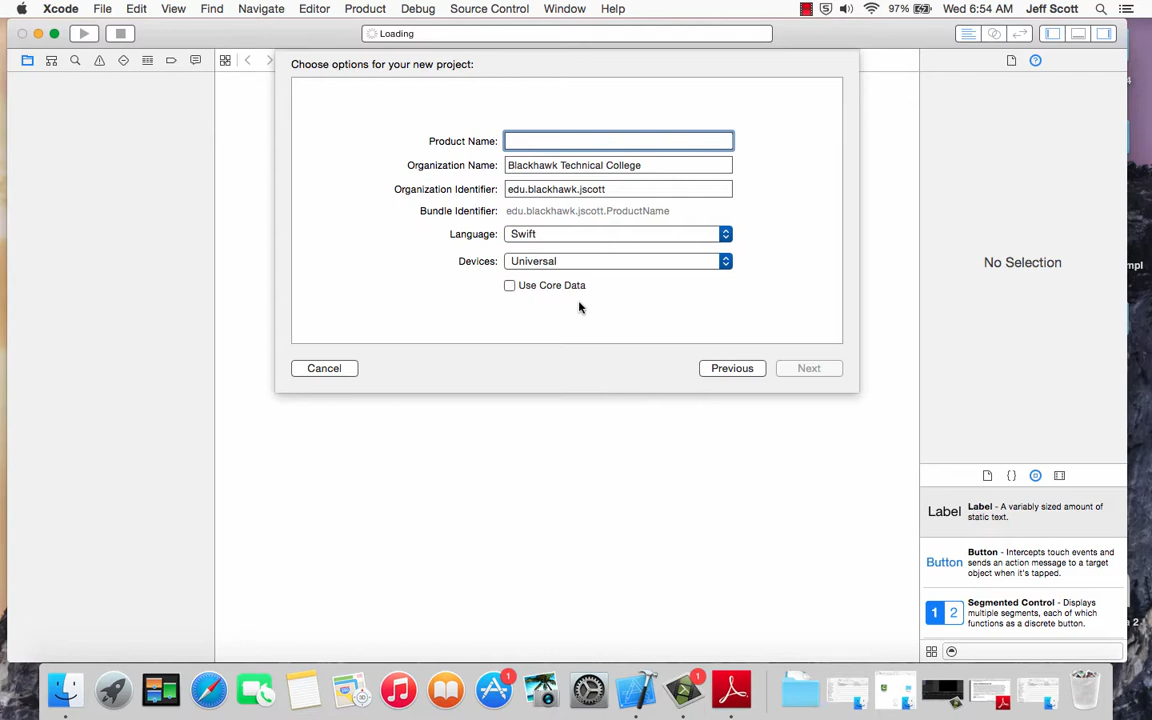 Xcode File Edit View Find Navigate Editor Product Debug Source Control Window Help 97% Wed 6:54 AM Jeff Scott
Loading
Choose options for your new project:
Product Name:
Organization Name: Blackhawk Technical College
Organization Identifier: edu.blackhawk.jscott
Bundle Identifier: edu.blackhawk.jscott.ProductName
Language: Swift
Devices: Universal
Use Core Data
Cancel Previous Next
No Selection
Label Label - A variably sized amount of
static text.
Button Button - Intercepts touch events and
sends an action message to a target
object when it's tapped.
1 2 Segmented Control - Displays
multiple segments, each of which
functions as a discrete button.
1
1